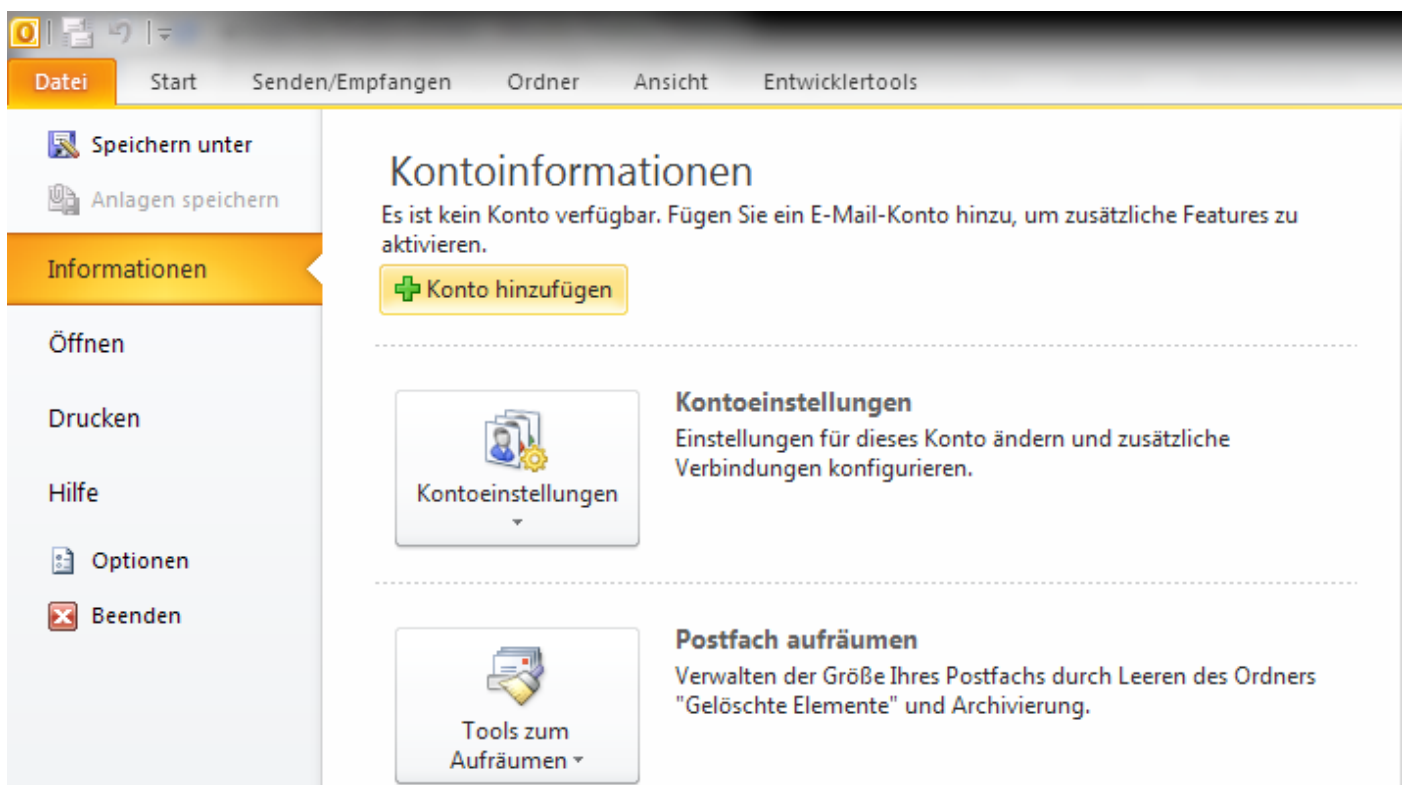 Datei Start Senden/Empfangen Ordner Ansicht Entwicklertools
Speichern unter
Anlagen speichern
Informationen
Öffnen
Drucken
Hilfe
Optionen
Beenden
Kontoinformationen
Es ist kein Konto verfügbar. Fügen Sie ein E-Mail-Konto hinzu, um zusätzliche Features zu
aktivieren.
Konto hinzufügen
Kontoeinstellungen
Kontoeinstellungen
Einstellungen für dieses Konto ändern und zusätzliche
Verbindungen konfigurieren.
Tools zum
Aufräumen
Postfach aufräumen
Verwalten der Größe Ihres Postfachs durch Leeren des Ordners
"Gelöschte Elemente" und Archivierung.